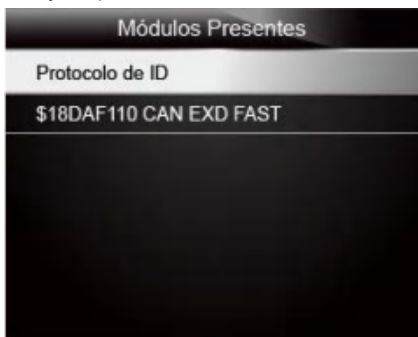 Módulos Presentes
Protocolo de ID
$18DAF110 CAN EXD FAST